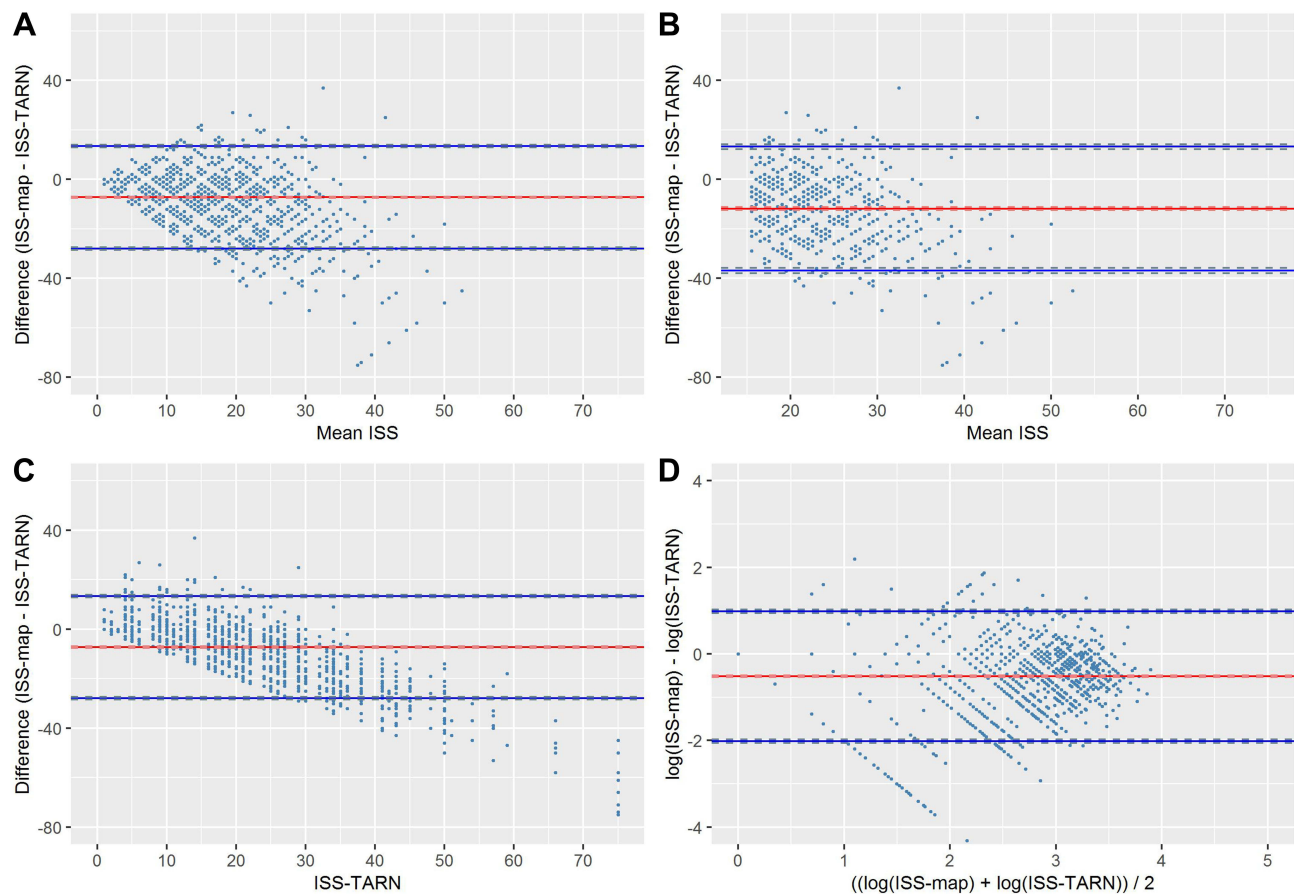 A
Difference (ISS-map - ISS-TARN)
40
0
-40
-80
0 10 20 30 40 50 60 70
Mean ISS
B
Difference (ISS-map - ISS-TARN)
40
0
-40
-80
20 30 40 50 60 70
Mean ISS
C
Difference (ISS-map - ISS-TARN)
40
0
-40
-80
0 10 20 30 40 50 60 70
ISS-TARN
D
log(ISS-map) - log(ISS-TARN)
4
2
0
-2
-4
0 1 2 3 4 5
((log(ISS-map) + log(ISS-TARN)) / 2